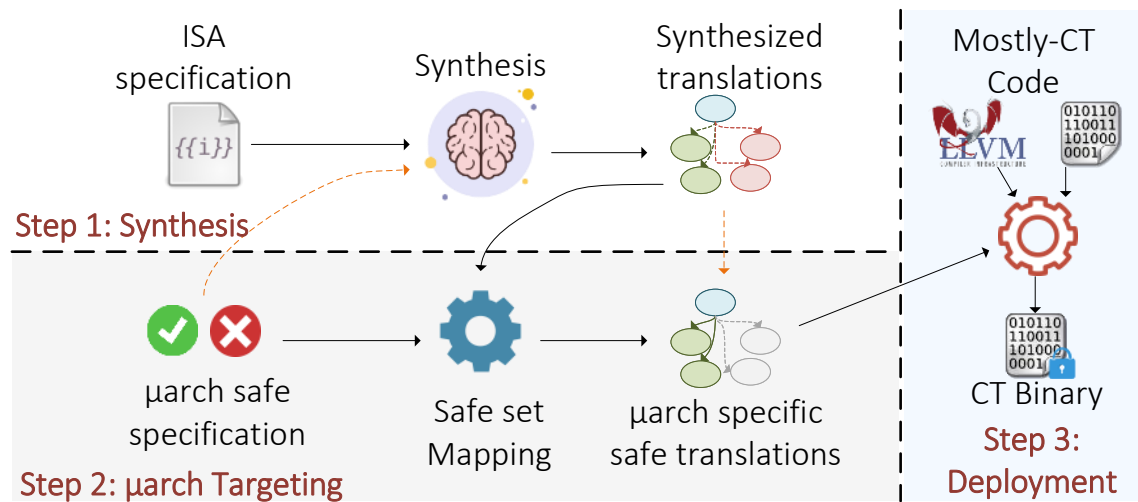 ISA
specification
{{i}}
Synthesis
Synthesized
translations
Step 1: Synthesis
µarch safe
specification
Safe set
Mapping
µarch specific
safe translations
Step 2: µarch Targeting
Mostly-CT
Code
LLVM
COMPILER INFRASTRUCTURE
010110
110011
101000
0001
010110
110011
101000
0001
CT Binary
Step 3:
Deployment